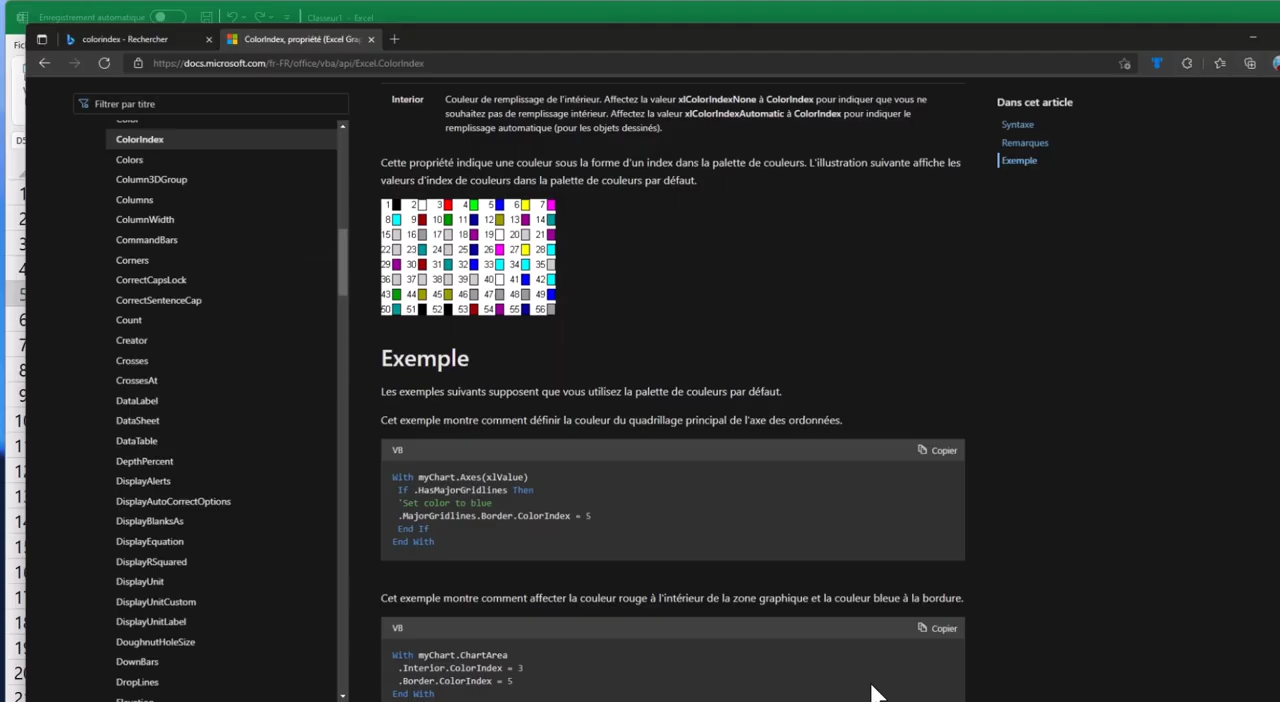 Enregistrement automatique
Classeur1 - Excel
colorindex - Rechercher
ColorIndex, propriété (Excel Gra
https://docs.microsoft.com/fr-FR/office/vba/api/Excel.ColorIndex
Filtrer par titre
Color
ColorIndex
Colors
Column3DGroup
Columns
ColumnWidth
CommandBars
Corners
CorrectCapsLock
CorrectSentenceCap
Count
Creator
Crosses
CrossesAt
DataLabel
DataSheet
DataTable
DepthPercent
DisplayAlerts
DisplayAutoCorrectOptions
DisplayBlanksAs
DisplayEquation
DisplayRSquared
DisplayUnit
DisplayUnitCustom
DisplayUnitLabel
DoughnutHoleSize
DownBars
DropLines
Interior
Couleur de remplissage de l'intérieur. Affectez la valeur xlColorIndexNone à ColorIndex pour indiquer que vous ne
souhaitez pas de remplissage intérieur. Affectez la valeur xlColorIndexAutomatic à ColorIndex pour indiquer le
remplissage automatique (pour les objets dessinés).
Cette propriété indique une couleur sous la forme d'un index dans la palette de couleurs. L'illustration suivante affiche les
valeurs d'index de couleurs dans la palette de couleurs par défaut.
1 2 3 4 5 6 7
8 9 10 11 12 13 14
15 16 17 18 19 20 21
22 23 24 25 26 27 28
29 30 31 32 33 34 35
36 37 38 39 40 41 42
43 44 45 46 47 48 49
50 51 52 53 54 55 56
Exemple
Les exemples suivants supposent que vous utilisez la palette de couleurs par défaut.
Cet exemple montre comment définir la couleur du quadrillage principal de l'axe des ordonnées.
VB
Copier
With myChart.Axes(xlValue)
If .HasMajorGridlines Then
'Set color to blue
.MajorGridlines.Border.ColorIndex = 5
End If
End With
Cet exemple montre comment affecter la couleur rouge à l'intérieur de la zone graphique et la couleur bleue à la bordure.
VB
Copier
With myChart.ChartArea
.Interior.ColorIndex = 3
.Border.ColorIndex = 5
End With
Dans cet article
Syntaxe
Remarques
Exemple